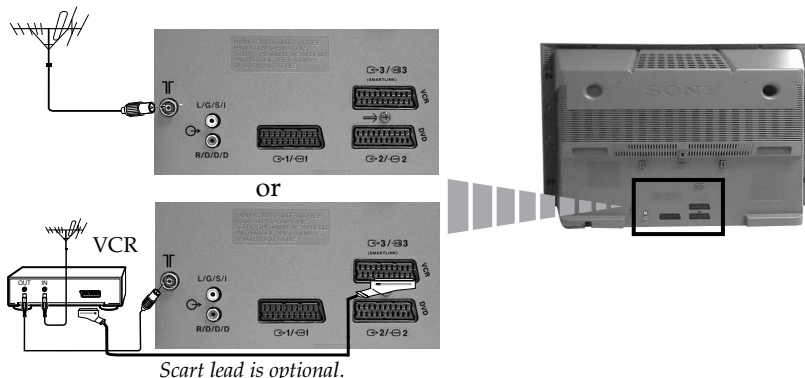 L/G/S/I
R/D/D/D
1/ 1
3/ 3
(SMARTLINK)
VCR
DVD
2/ 2
or
VCR
OUT IN
L/G/S/I
R/D/D/D
1/ 1
3/ 3
(SMARTLINK)
VCR
DVD
2/ 2
Scart lead is optional.
SONY